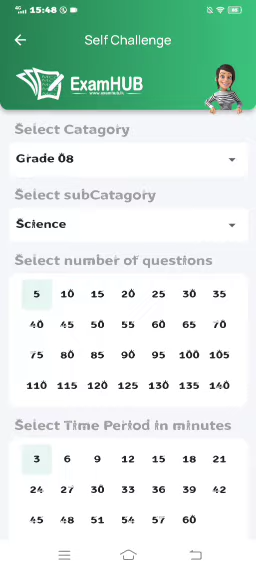 15:48
Self Challenge
ExamHUB
www.examhub.lk
Select Catagory
Grade 08
Select subCatagory
Science
Select number of questions
5 10 15 20 25 30 35
40 45 50 55 60 65 70
75 80 85 90 95 100 105
110 115 120 125 130 135 140
Select Time Period in minutes
3 6 9 12 15 18 21
24 27 30 33 36 39 42
45 48 51 54 57 60